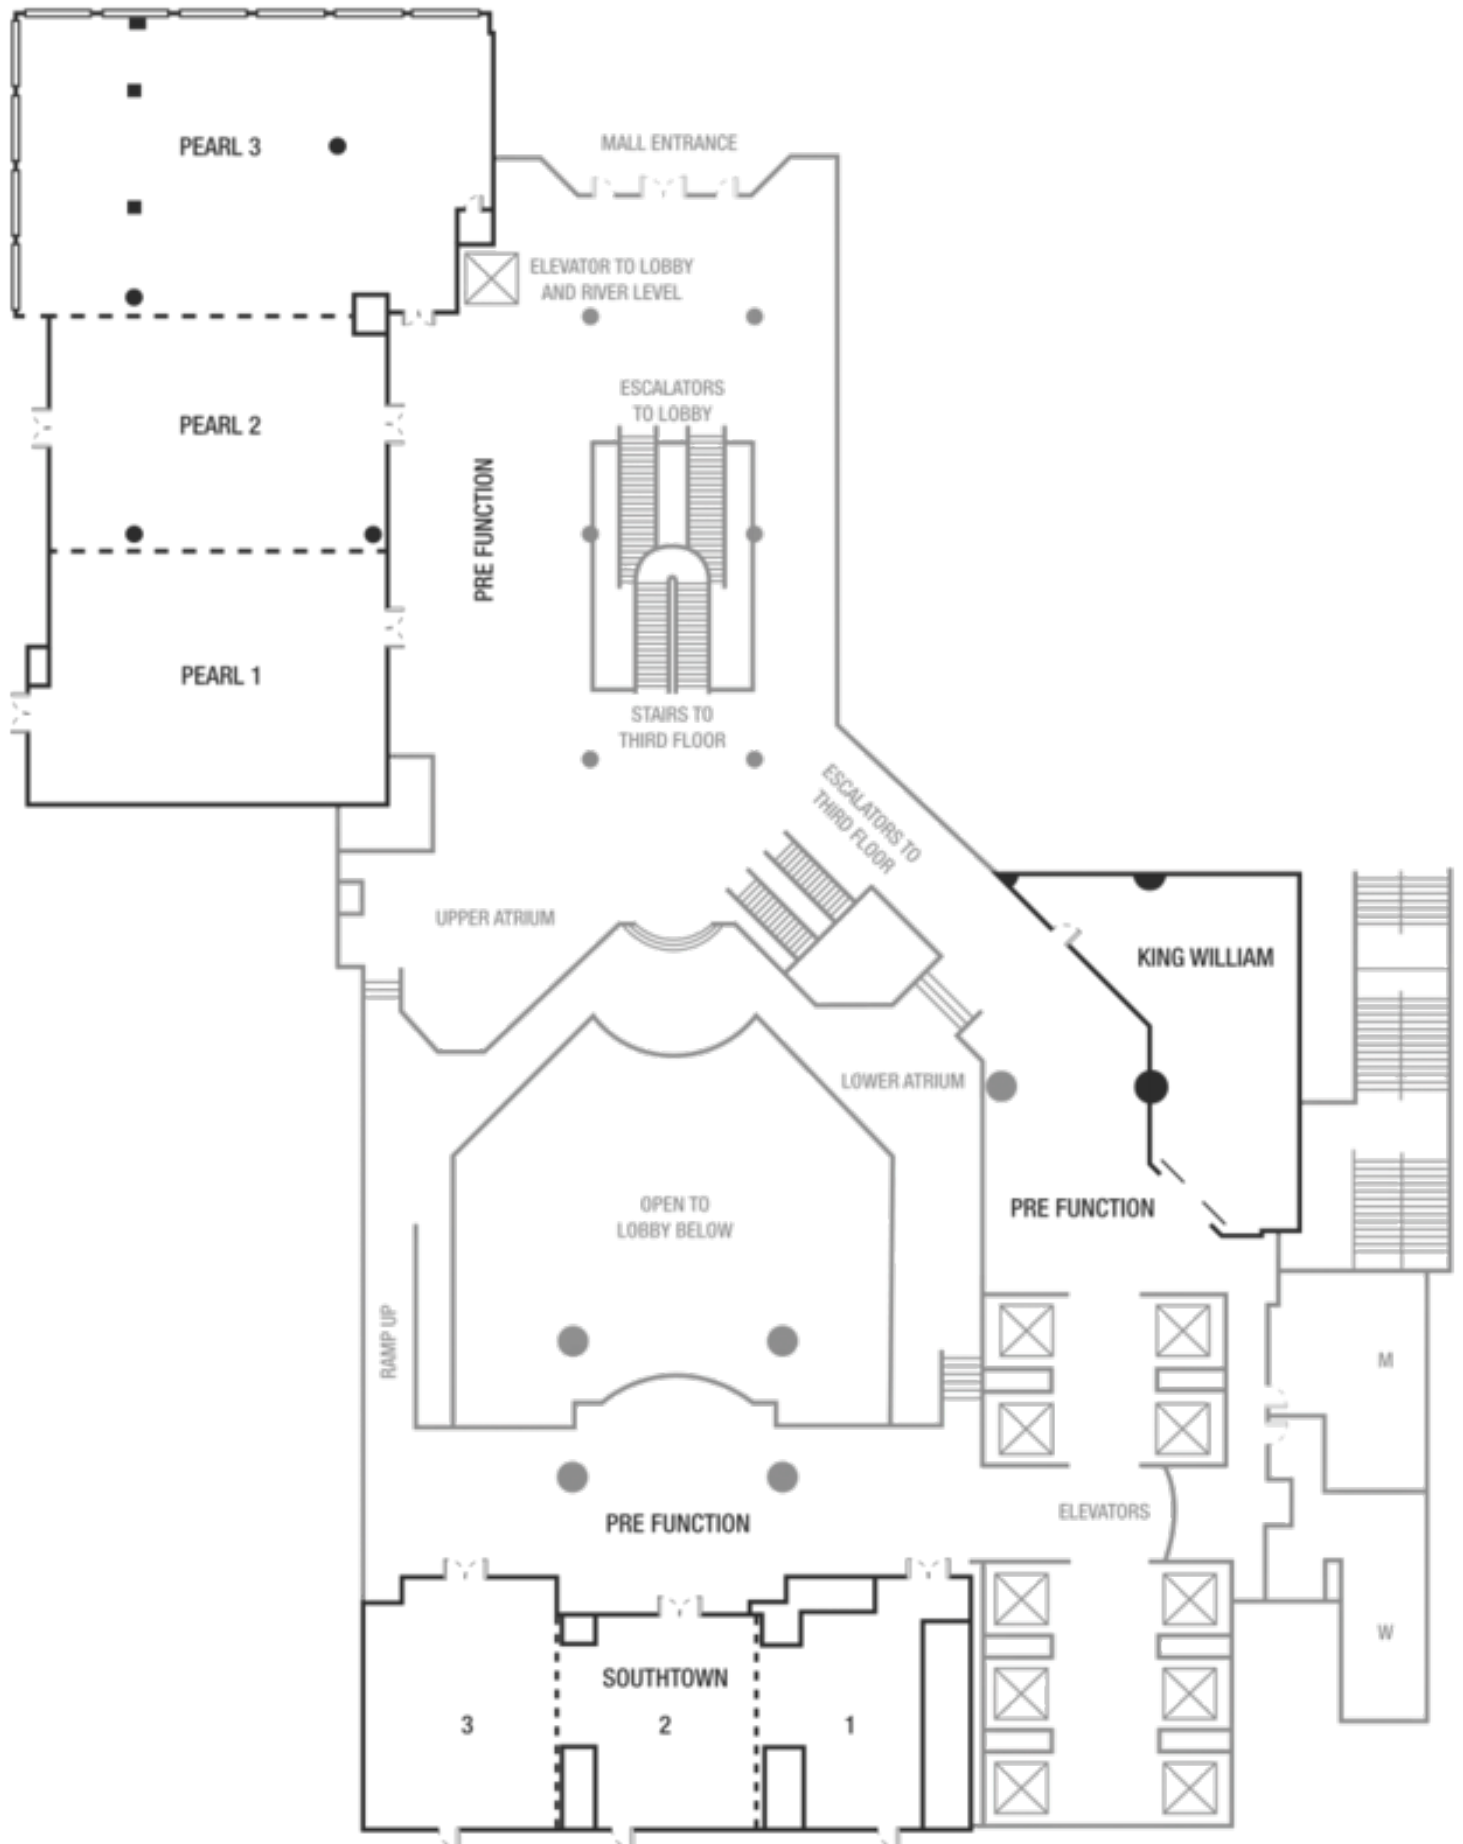 PEARL 3
MALL ENTRANCE
ELEVATOR TO LOBBY
AND RIVER LEVEL
ESCALATORS
TO LOBBY
PEARL 2
PRE FUNCTION
PEARL 1
STAIRS TO
THIRD FLOOR
ESCALATORS TO
THIRD FLOOR
UPPER ATRIUM
KING WILLIAM
LOWER ATRIUM
OPEN TO
LOBBY BELOW
PRE FUNCTION
RAMP UP
M
ELEVATORS
PRE FUNCTION
W
SOUTHTOWN
3
2
1